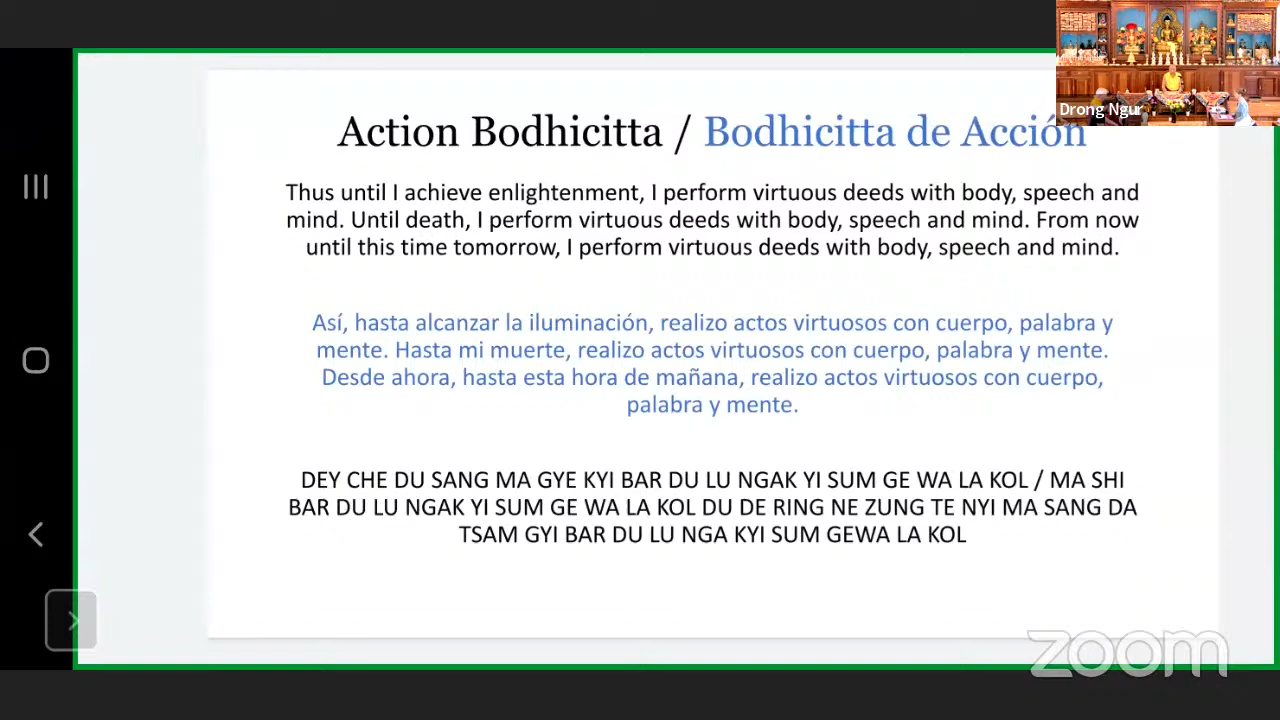 Drong Ngur
Action Bodhicitta / Bodhicitta de Acción
Thus until I achieve enlightenment, I perform virtuous deeds with body, speech and
mind. Until death, I perform virtuous deeds with body, speech and mind. From now
until this time tomorrow, I perform virtuous deeds with body, speech and mind.
Así, hasta alcanzar la iluminación, realizo actos virtuosos con cuerpo, palabra y
mente. Hasta mi muerte, realizo actos virtuosos con cuerpo, palabra y mente.
Desde ahora, hasta esta hora de mañana, realizo actos virtuosos con cuerpo,
palabra y mente.
DEY CHE DU SANG MA GYE KYI BAR DU LU NGAK YI SUM GE WA LA KOL / MA SHI
BAR DU LU NGAK YI SUM GE WA LA KOL DU DE RING NE ZUNG TE NYI MA SANG DA
TSAM GYI BAR DU LU NGA KYI SUM GEWA LA KOL
zoom